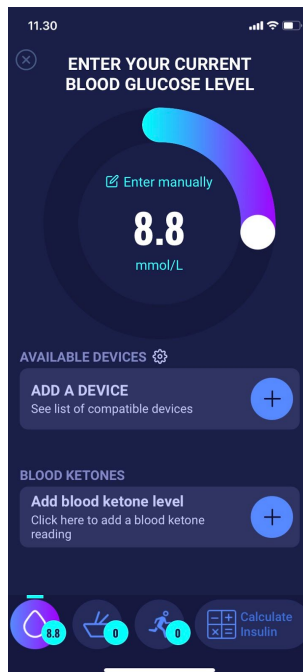 11.30
ENTER YOUR CURRENT
BLOOD GLUCOSE LEVEL
Enter manually
8.8
mmol/L
AVAILABLE DEVICES
ADD A DEVICE
See list of compatible devices
BLOOD KETONES
Add blood ketone level
Click here to add a blood ketone
reading
8.8
0
0
Calculate
Insulin